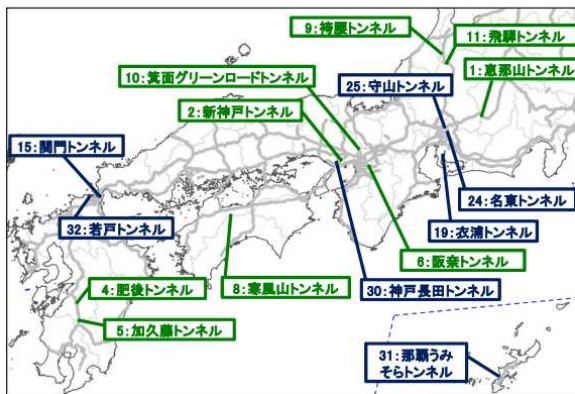 9:袴腰トンネル
11:飛騨トンネル
10:箕面グリーンロードトンネル
25:守山トンネル
1:恵那山トンネル
2:新神戸トンネル
15:関門トンネル
32:若戸トンネル
24:名東トンネル
19:衣浦トンネル
6:阪奈トンネル
4:肥後トンネル
8:寒風山トンネル
30:神戸長田トンネル
5:加久藤トンネル
31:那覇うみ
そらトンネル